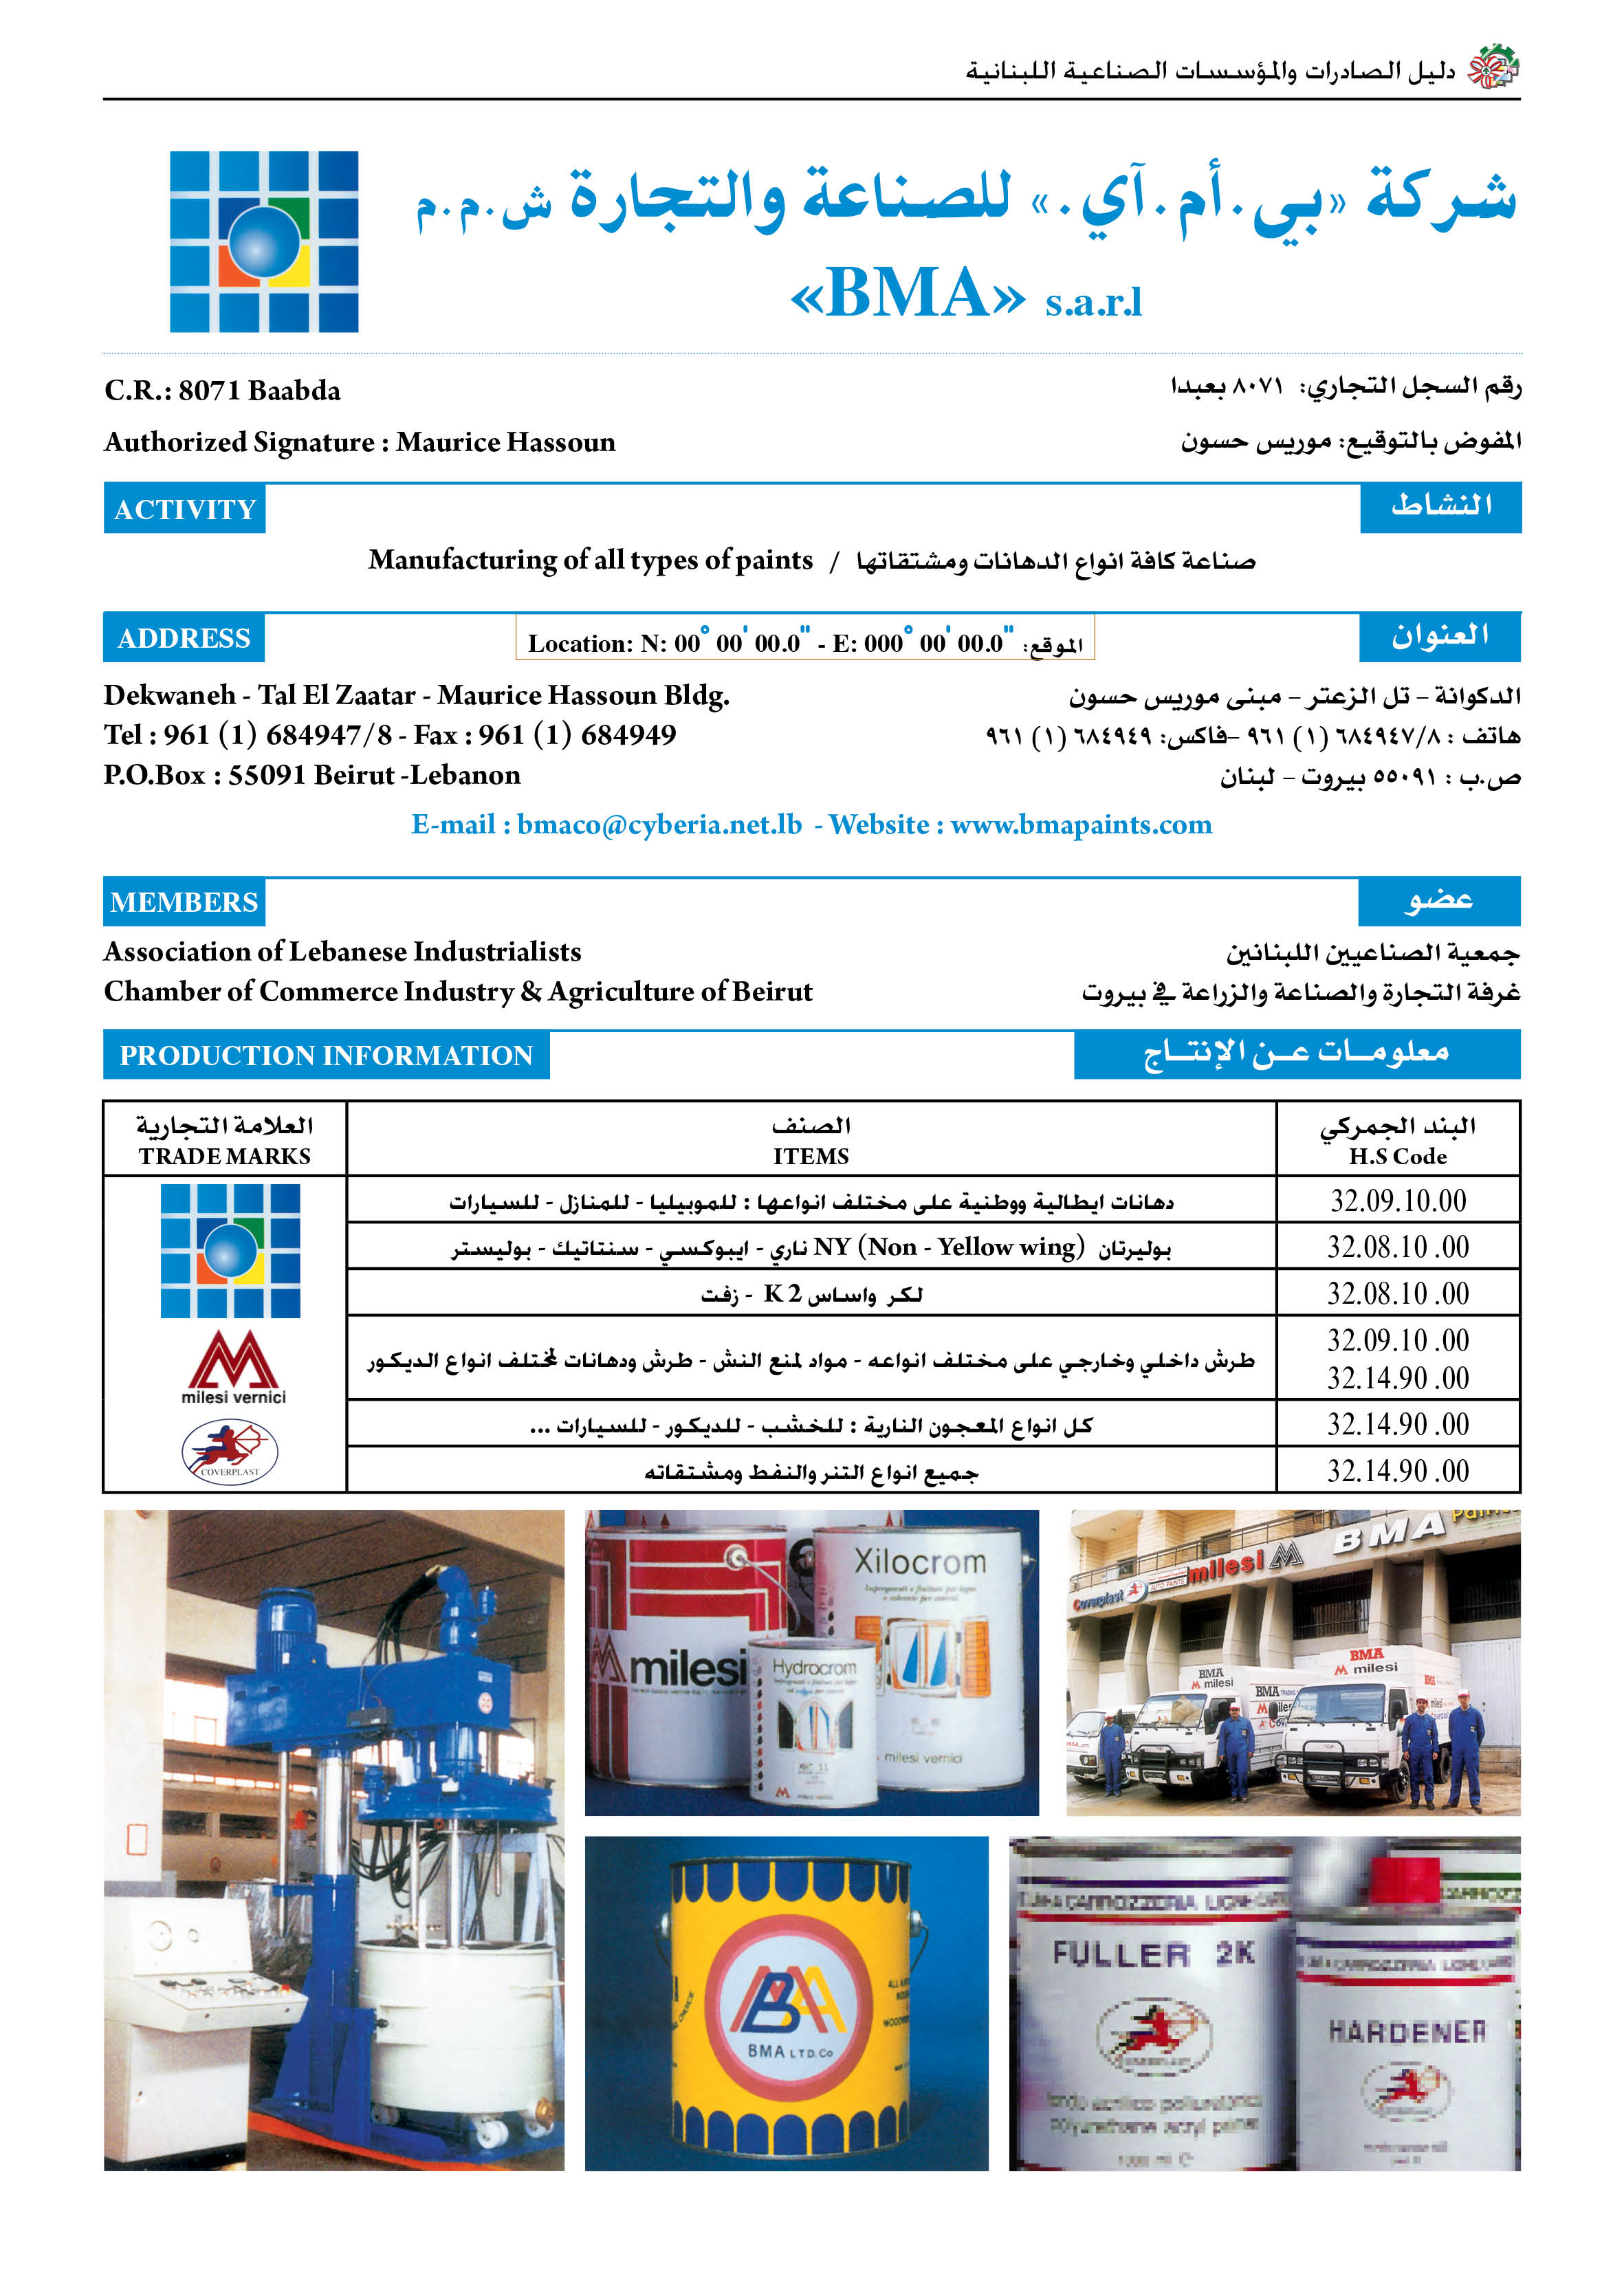 دليل الصادرات والمؤسسات الصناعية اللبنانية
شركة «بي.أم.آي.» للصناعة والتجارة ش.م.م
«BMA» s.a.r.l
C.R.: 8071 Baabda
رقم السجل التجاري: ٨٠٧١ بعبدا
Authorized Signature : Maurice Hassoun
المفوض بالتوقيع: موريس حسون
ACTIVITY
النشاط
Manufacturing of all types of paints / صناعة كافة انواع الدهانات ومشتقاتها
ADDRESS
Location: N: 00° 00' 00.0" - E: 000° 00' 00.0" :الموقع
العنوان
Dekwaneh - Tal El Zaatar - Maurice Hassoun Bldg.
الدكوانة – تل الزعتر – مبنى موريس حسون
Tel : 961 (1) 684947/8 - Fax : 961 (1) 684949
هاتف : ٦٨٤٩٤٧/٨ (١) ٩٦١ –فاكس: ٦٨٤٩٤٩ (١) ٩٦١
P.O.Box : 55091 Beirut -Lebanon
ص.ب : ٥٥٠٩١ بيروت – لبنان
E-mail : bmaco@cyberia.net.lb - Website : www.bmapaints.com
MEMBERS
عضو
Association of Lebanese Industrialists
جمعية الصناعيين اللبنانين
Chamber of Commerce Industry & Agriculture of Beirut
غرفة التجارة والصناعة والزراعة في بيروت
PRODUCTION INFORMATION
معلومـات عـن الإنتـاج
العلامة التجارية
TRADE MARKS
الصنف
ITEMS
البند الجمركي
H.S Code
دهانات ايطالية ووطنية على مختلف انواعها : للموبيليا - للمنازل - للسيارات
32.09.10.00
بوليرتان NY (Non - Yellow wing) ناري - ايبوكسي - سنتاتيك - بوليستر
32.08.10 .00
لكر واساس K 2 - زفت
32.08.10 .00
طرش داخلي وخارجي على مختلف انواعه - مواد لمنع النش - طرش ودهانات لمختلف انواع الديكور
32.09.10 .00
32.14.90 .00
كل انواع المعجون النارية : للخشب - للديكور - للسيارات ...
32.14.90 .00
جميع انواع التنر والنفط ومشتقاته
32.14.90 .00
milesi vernici
COVERPLAST
Xilocrom
milesi
Hydrocrom
milesi vernici
BMA
milesi
Coverplast
AUTO PAINTS
BMA
milesi
BMA
milesi
BMA
BMA
BMA LTD.Co
FULLER 2K
HARDENER